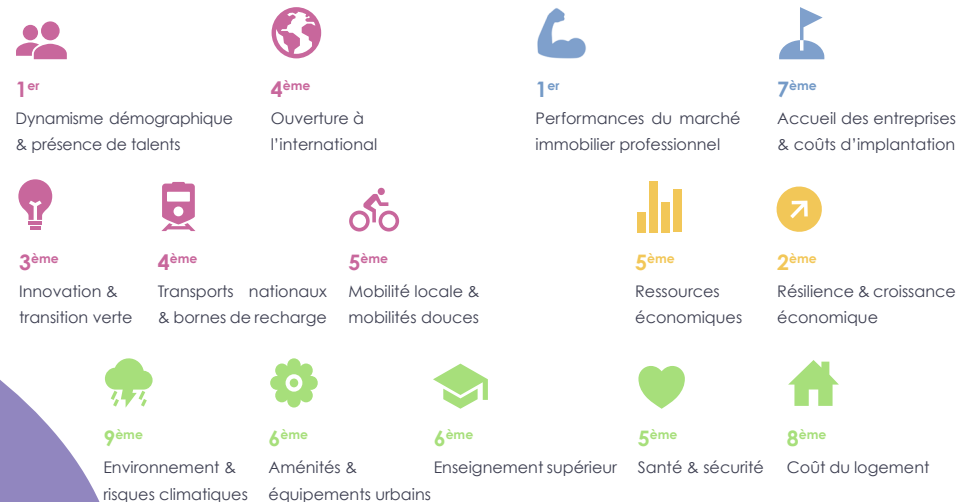 1er
Dynamisme démographique
& présence de talents
4ème
Ouverture à
l'international
1er
Performances du marché
immobilier professionnel
7ème
Accueil des entreprises
& coûts d'implantation
3ème
Innovation &
transition verte
4ème
Transports nationaux
& bornes de recharge
5ème
Mobilité locale &
mobilités douces
5ème
Ressources
économiques
2ème
Résilience & croissance
économique
9ème
Environnement &
risques climatiques
6ème
Aménités &
équipements urbains
6ème
Enseignement supérieur
5ème
Santé & sécurité
8ème
Coût du logement